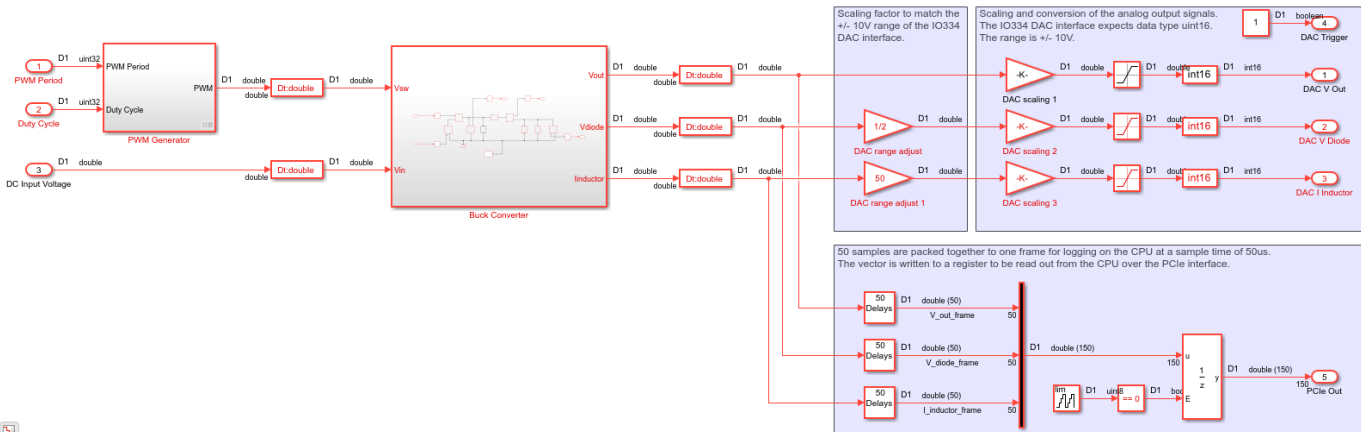 Scaling factor to match the
+/- 10V range of the IO334
DAC interface.
Scaling and conversion of the analog output signals.
The IO334 DAC interface expects data type uint16.
The range is +/- 10V.
1
D1
boolean
4
DAC Trigger
1
D1
uint32
PWM Period
PWM Period
2
D1
uint32
Duty Cycle
Duty Cycle
PWM
PWM Generator
D1
double
double
Dt:double
D1
double
Vsw
3
D1
double
DC Input Voltage
double
Dt:double
D1
double
Vin
Buck Converter
Vout
D1
double
double
Dt:double
D1
double
-K-
DAC scaling 1
D1
int16
D1
int16
1
DAC V Out
Vdiode
D1
double
double
Dt:double
D1
double
1/2
DAC range adjust
D1
double
-K-
DAC scaling 2
D1
double
D1
int16
D1
int16
2
DAC V Diode
Iinductor
D1
double
double
Dt:double
D1
double
50
DAC range adjust 1
D1
double
-K-
DAC scaling 3
D1
double
D1
int16
D1
int16
3
DAC I Inductor
50 samples are packed together to one frame for logging on the CPU at a sample time of 50us.
The vector is written to a register to be read out from the CPU over the PCIe interface.
50
Delays
D1
double (50)
V_out_frame
50
50
Delays
D1
double (50)
V_diode_frame
50
50
Delays
D1
double (50)
I_inductor_frame
50
D1
double (150)
150
u
1
z
y
E
lim
D1
uint8
== 0
D1
D1
double (150)
150
5
PCIe Out